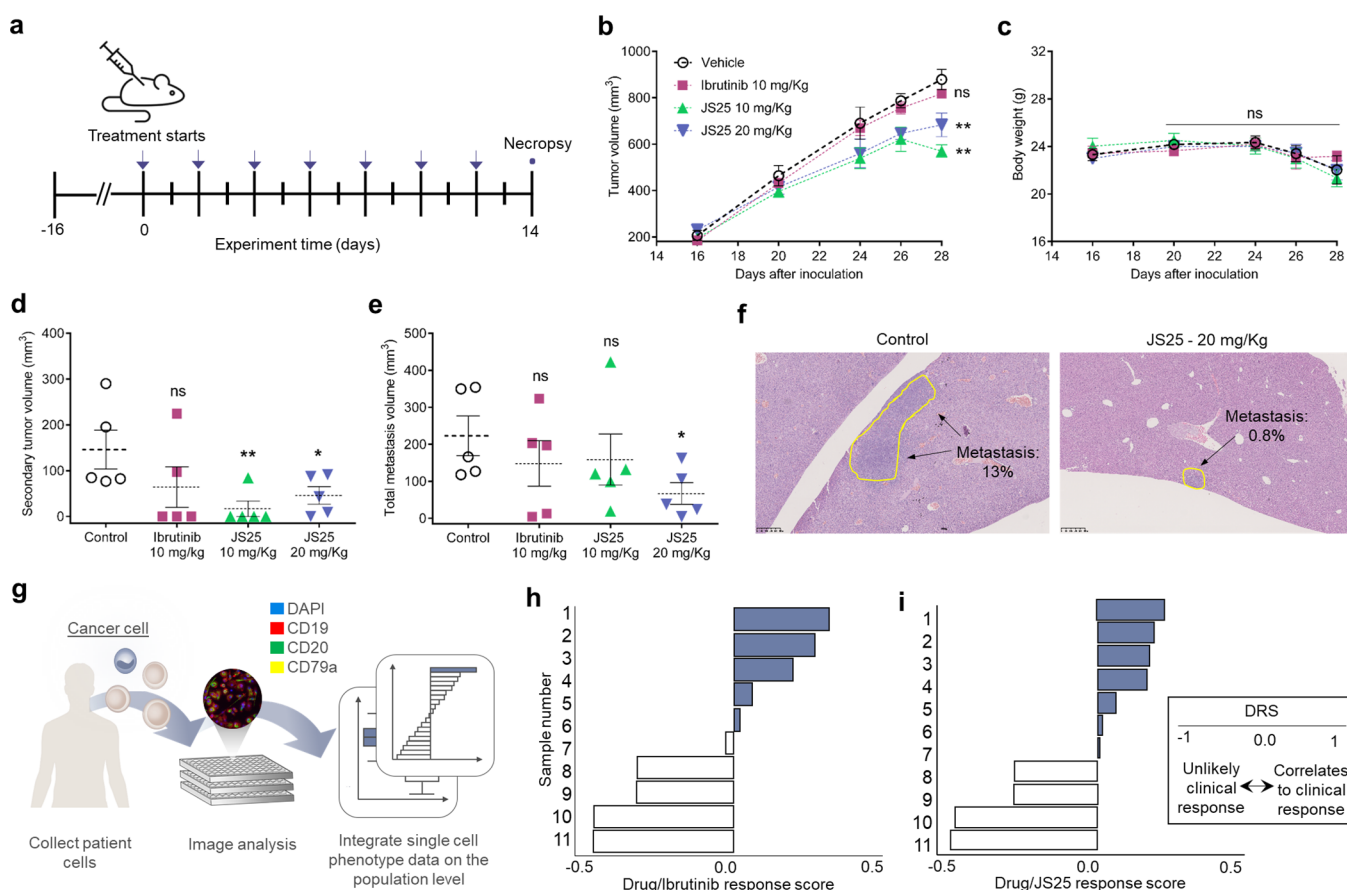 a
Treatment starts
Necropsy
-16
0
14
Experiment time (days)
b
Tumor volume (mm³)
1000
800
600
400
200
Vehicle
Ibrutinib 10 mg/Kg
JS25 10 mg/Kg
JS25 20 mg/Kg
ns
**
**
14 16 18 20 22 24 26 28
Days after inoculation
c
Body weight (g)
32
28
24
20
16
ns
14 16 18 20 22 24 26 28
Days after inoculation
d
Secondary tumor volume (mm³)
400
300
200
100
0
ns
**
*
Control
Ibrutinib
10 mg/kg
JS25
10 mg/Kg
JS25
20 mg/Kg
e
Total metastasis volume (mm³)
500
400
300
200
100
0
ns
ns
*
Control
Ibrutinib
10 mg/Kg
JS25
10 mg/Kg
JS25
20 mg/Kg
f
Control
Metastasis:
13%
JS25 - 20 mg/Kg
Metastasis:
0.8%
g
Cancer cell
DAPI
CD19
CD20
CD79a
Collect patient
cells
Image analysis
Integrate single cell
phenotype data on the
population level
h
Sample number
1
2
3
4
5
6
7
8
9
10
11
-0.5 0.0 0.5
Drug/Ibrutinib response score
i
1
2
3
4
5
6
7
8
9
10
11
-0.5 0.0 0.5
Drug/JS25 response score
DRS
-1 0.0 1
Unlikely
clinical
response
Correlates
to clinical
response